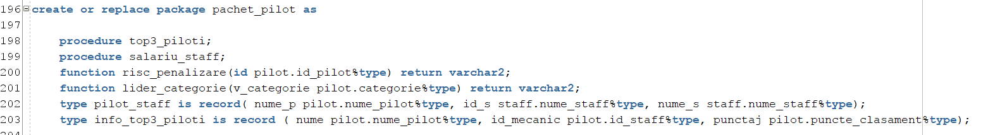 196 create or replace package pachet_pilot as
197
198 procedure top3_piloti;
199 procedure salariu_staff;
200 function risc_penalizare(id pilot.id_pilot%type) return varchar2;
201 function lider_categorie(v_categorie pilot.categorie%type) return varchar2;
202 type pilot_staff is record( nume_p pilot.nume_pilot%type, id_s staff.nume_staff%type, nume_s staff.nume_staff%type);
203 type info_top3_piloti is record ( nume pilot.nume_pilot%type, id_mecanic pilot.id_staff%type, punctaj pilot.puncte_clasament%type);